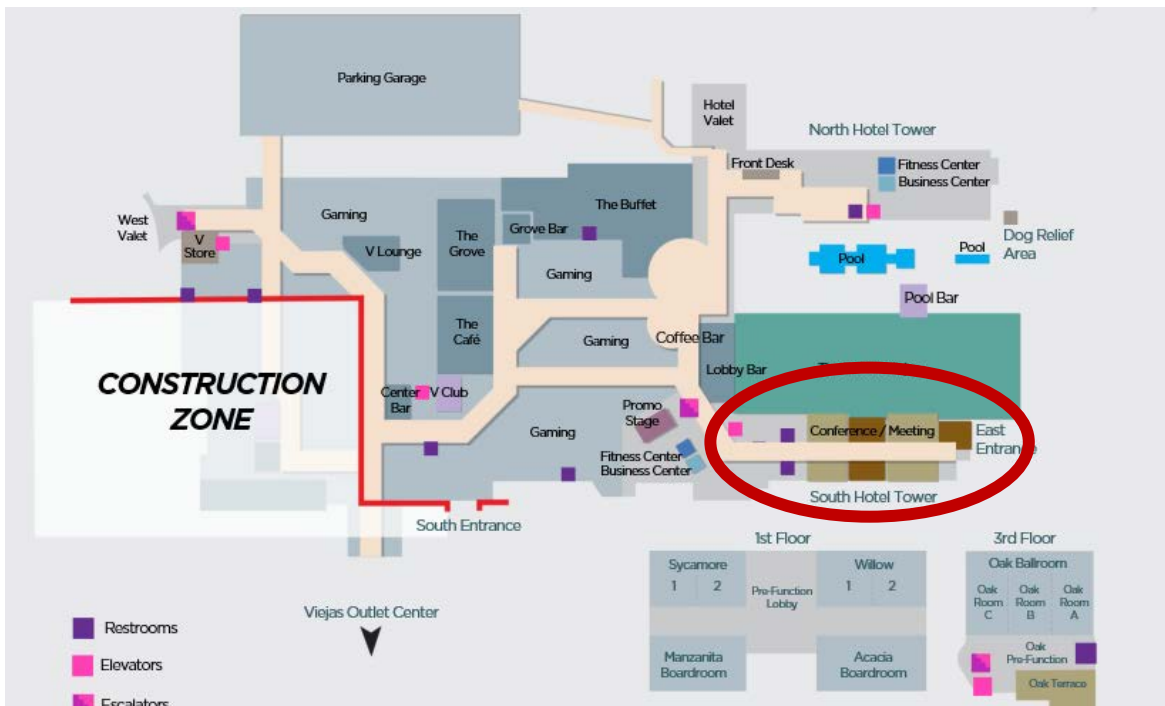 Parking Garage
Hotel
Valet
North Hotel Tower
Front Desk
Fitness Center
Business Center
West
Valet
V
Store
Gaming
V Lounge
The
Grove
Grove Bar
The Buffet
Gaming
Dog Relief
Area
Pool
Pool
Pool Bar
The
Café
Gaming
Coffee Bar
Lobby Bar
CONSTRUCTION
ZONE
Center
Bar
V Club
Gaming
Promo
Stage
Fitness Center
Business Center
Conference / Meeting
East
Entrance
South Hotel Tower
South Entrance
Viejas Outlet Center
1st Floor
Sycamore
1 2
Pre-Function
Lobby
Willow
1 2
Manzanita
Boardroom
Acacia
Boardroom
3rd Floor
Oak Ballroom
Oak
Room
C
Oak
Room
B
Oak
Room
A
Oak
Pre-Function
Oak Terrace
Restrooms
Elevators
Escalators